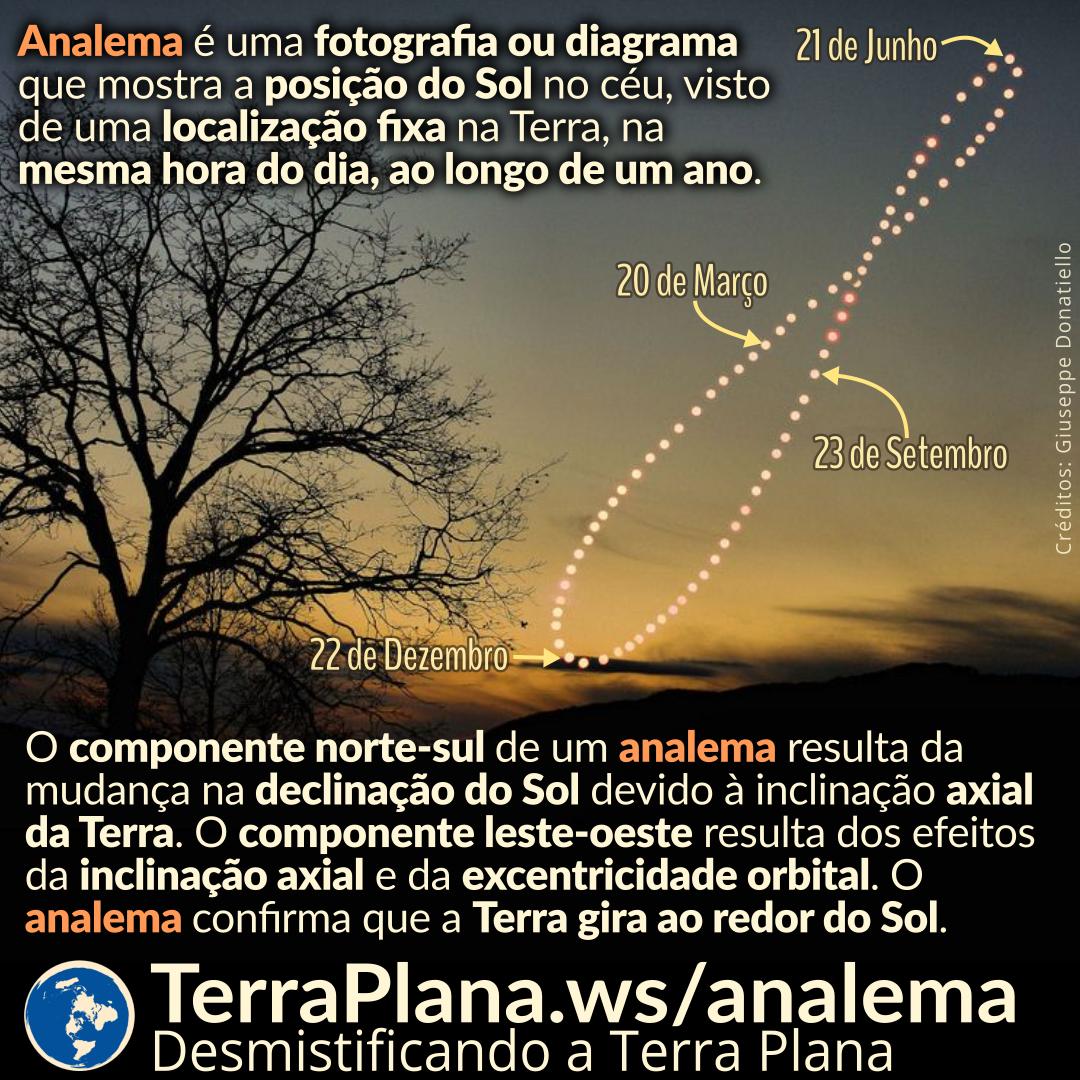 Analema é uma fotografia ou diagrama
que mostra a posição do Sol no céu, visto
de uma localização fixa na Terra, na
mesma hora do dia, ao longo de um ano.
21 de Junho
20 de Março
23 de Setembro
22 de Dezembro
Créditos: Giuseppe Donatiello
O componente norte-sul de um analema resulta da
mudança na declinação do Sol devido à inclinação axial
da Terra. O componente leste-oeste resulta dos efeitos
da inclinação axial e da excentricidade orbital. O
analema confirma que a Terra gira ao redor do Sol.
TerraPlana.ws/analema
Desmistificando a Terra Plana